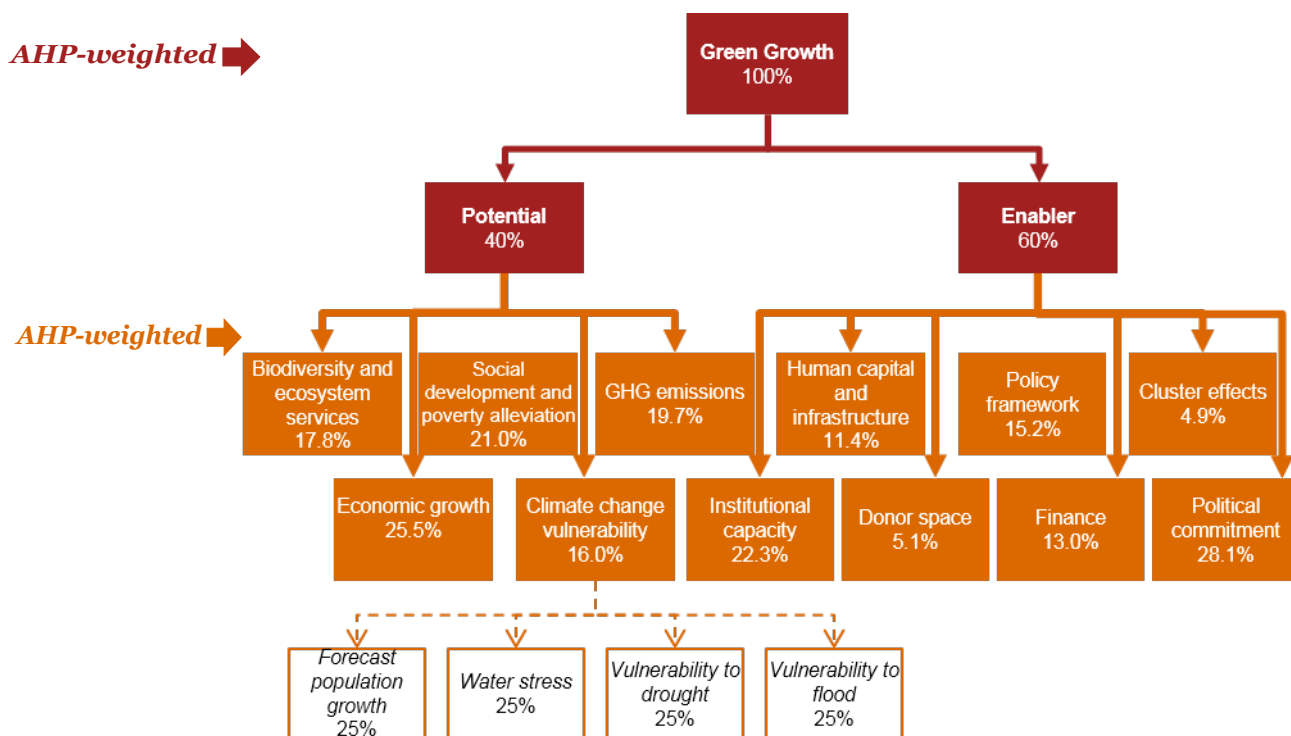 AHP-weighted
Green Growth
100%
Potential
40%
Enabler
60%
AHP-weighted
Biodiversity and
ecosystem
services
17.8%
Social
development and
poverty alleviation
21.0%
GHG emissions
19.7%
Human capital
and
infrastructure
11.4%
Policy
framework
15.2%
Cluster effects
4.9%
Economic growth
25.5%
Climate change
vulnerability
16.0%
Institutional
capacity
22.3%
Donor space
5.1%
Finance
13.0%
Political
commitment
28.1%
Forecast
population
growth
25%
Water stress
25%
Vulnerability to
drought
25%
Vulnerability to
flood
25%